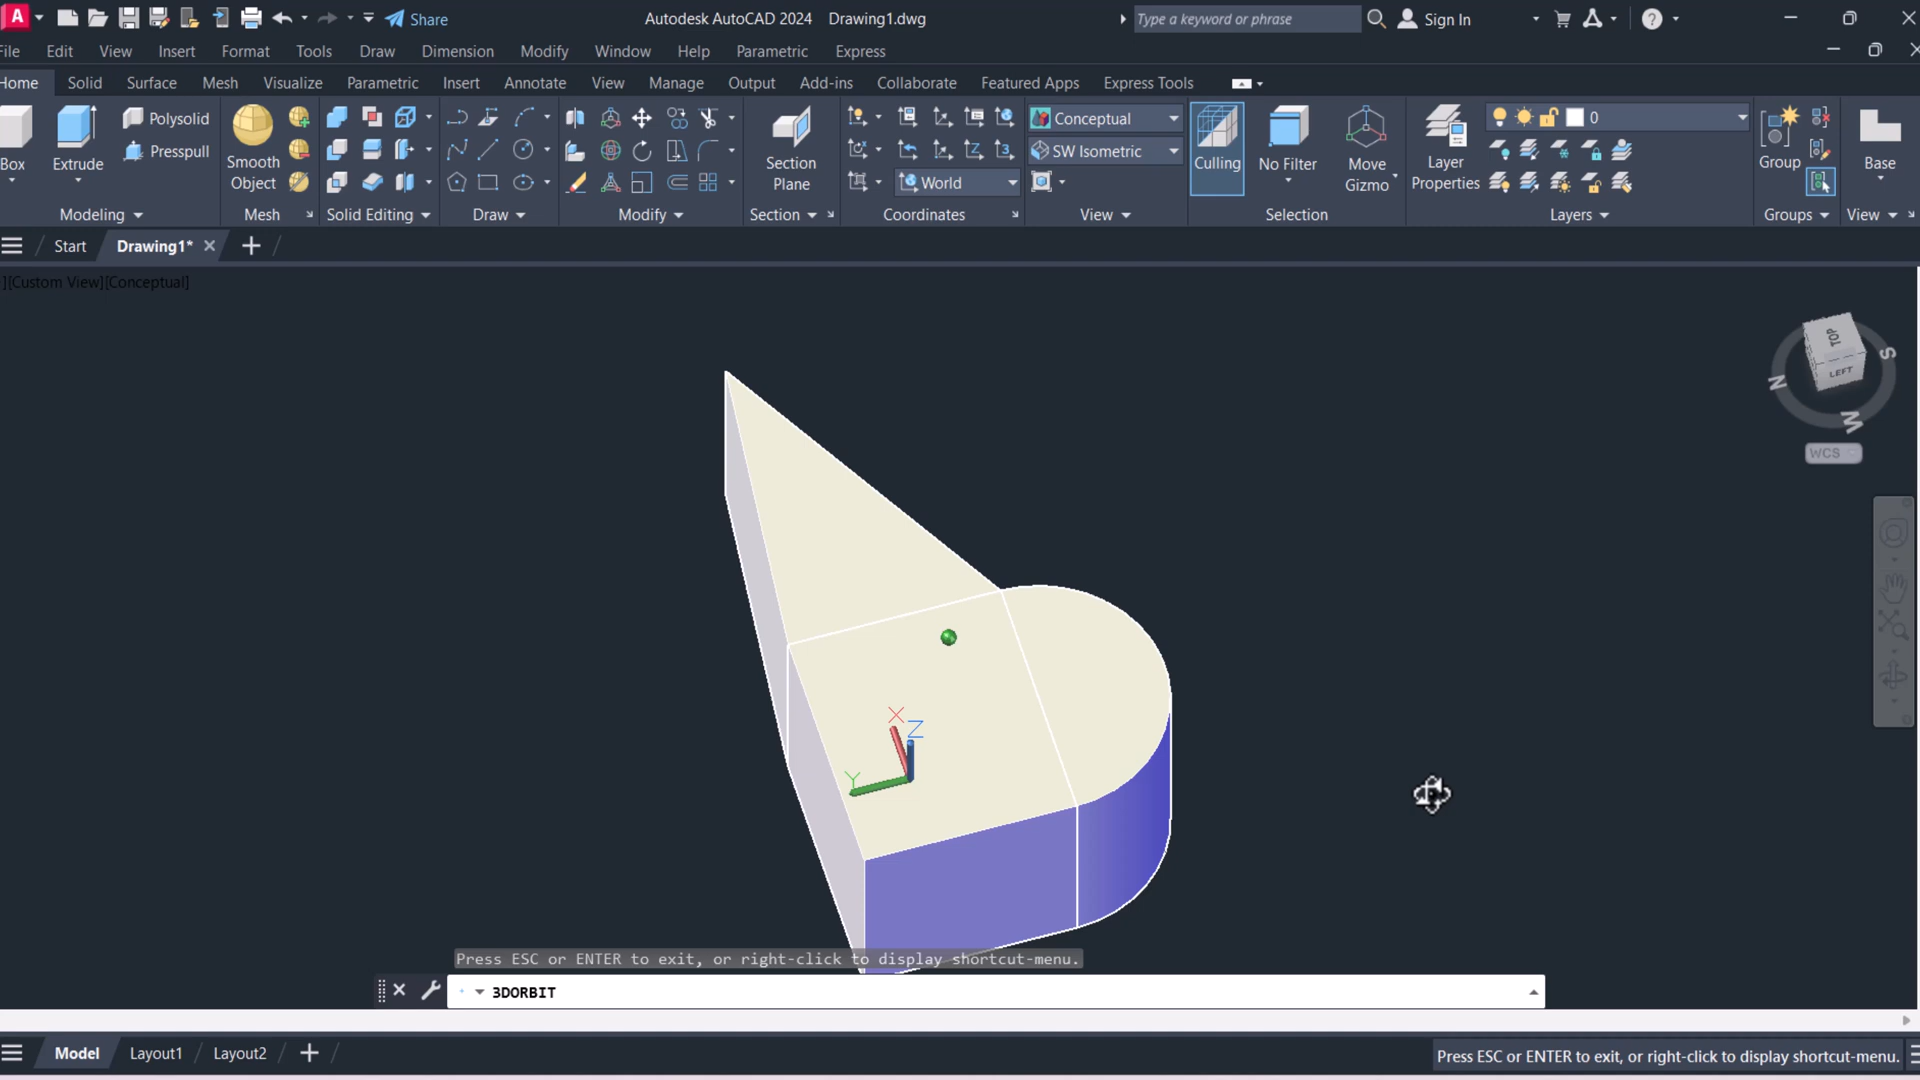 Share
Autodesk AutoCAD 2024 Drawing1.dwg
Type a keyword or phrase
Sign In
File Edit View Insert Format Tools Draw Dimension Modify Window Help Parametric Express
Home Solid Surface Mesh Visualize Parametric Insert Annotate View Manage Output Add-ins Collaborate Featured Apps Express Tools
Box
Extrude
Polysolid
Presspull
Smooth
Object
Section
Plane
World
Conceptual
SW Isometric
Culling
No Filter
Move
Gizmo
Layer
Properties
0
Group
Base
Modeling Mesh Solid Editing Draw Modify Section Coordinates View Selection Layers Groups View
Start Drawing1*
][Custom View][Conceptual]
TOP
LEFT
N
S
W
WCS
X
Z
Y
Press ESC or ENTER to exit, or right-click to display shortcut-menu.
3DORBIT
Model Layout1 Layout2
Press ESC or ENTER to exit, or right-click to display shortcut-menu.